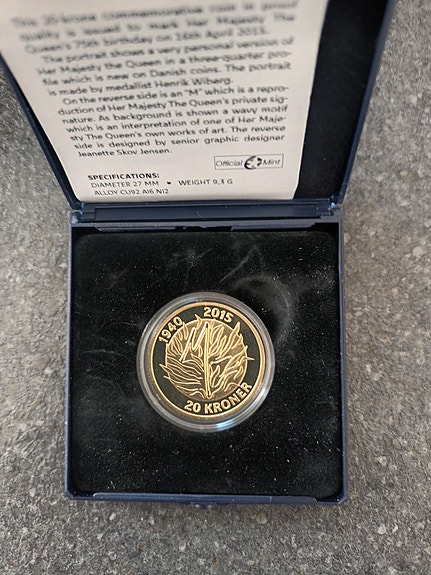 This 20 krone commemorative coin in proof
quality is issued to mark Her Majesty The
Queen's 75th birthday on 16th April 2015.
The portrait shows a very personal version of
Her Majesty the Queen in a three-quarter pro-
file which is new on Danish coins. The portrait
is made by medallist Henrik Wiberg.
On the reverse side is an "M" which is a repro-
duction of Her Majesty The Queen's private sig-
nature. As background is shown a wavy motif
which is an interpretation of one of Her Maje-
sty The Queen's own works of art. The reverse
side is designed by senior graphic designer
Jeanette Skov Jensen.
Official Mint
SPECIFICATIONS:
DIAMETER 27 MM • WEIGHT 9,3 G
ALLOY CU92 Al6 Ni2
1940 2015
20 KRONER